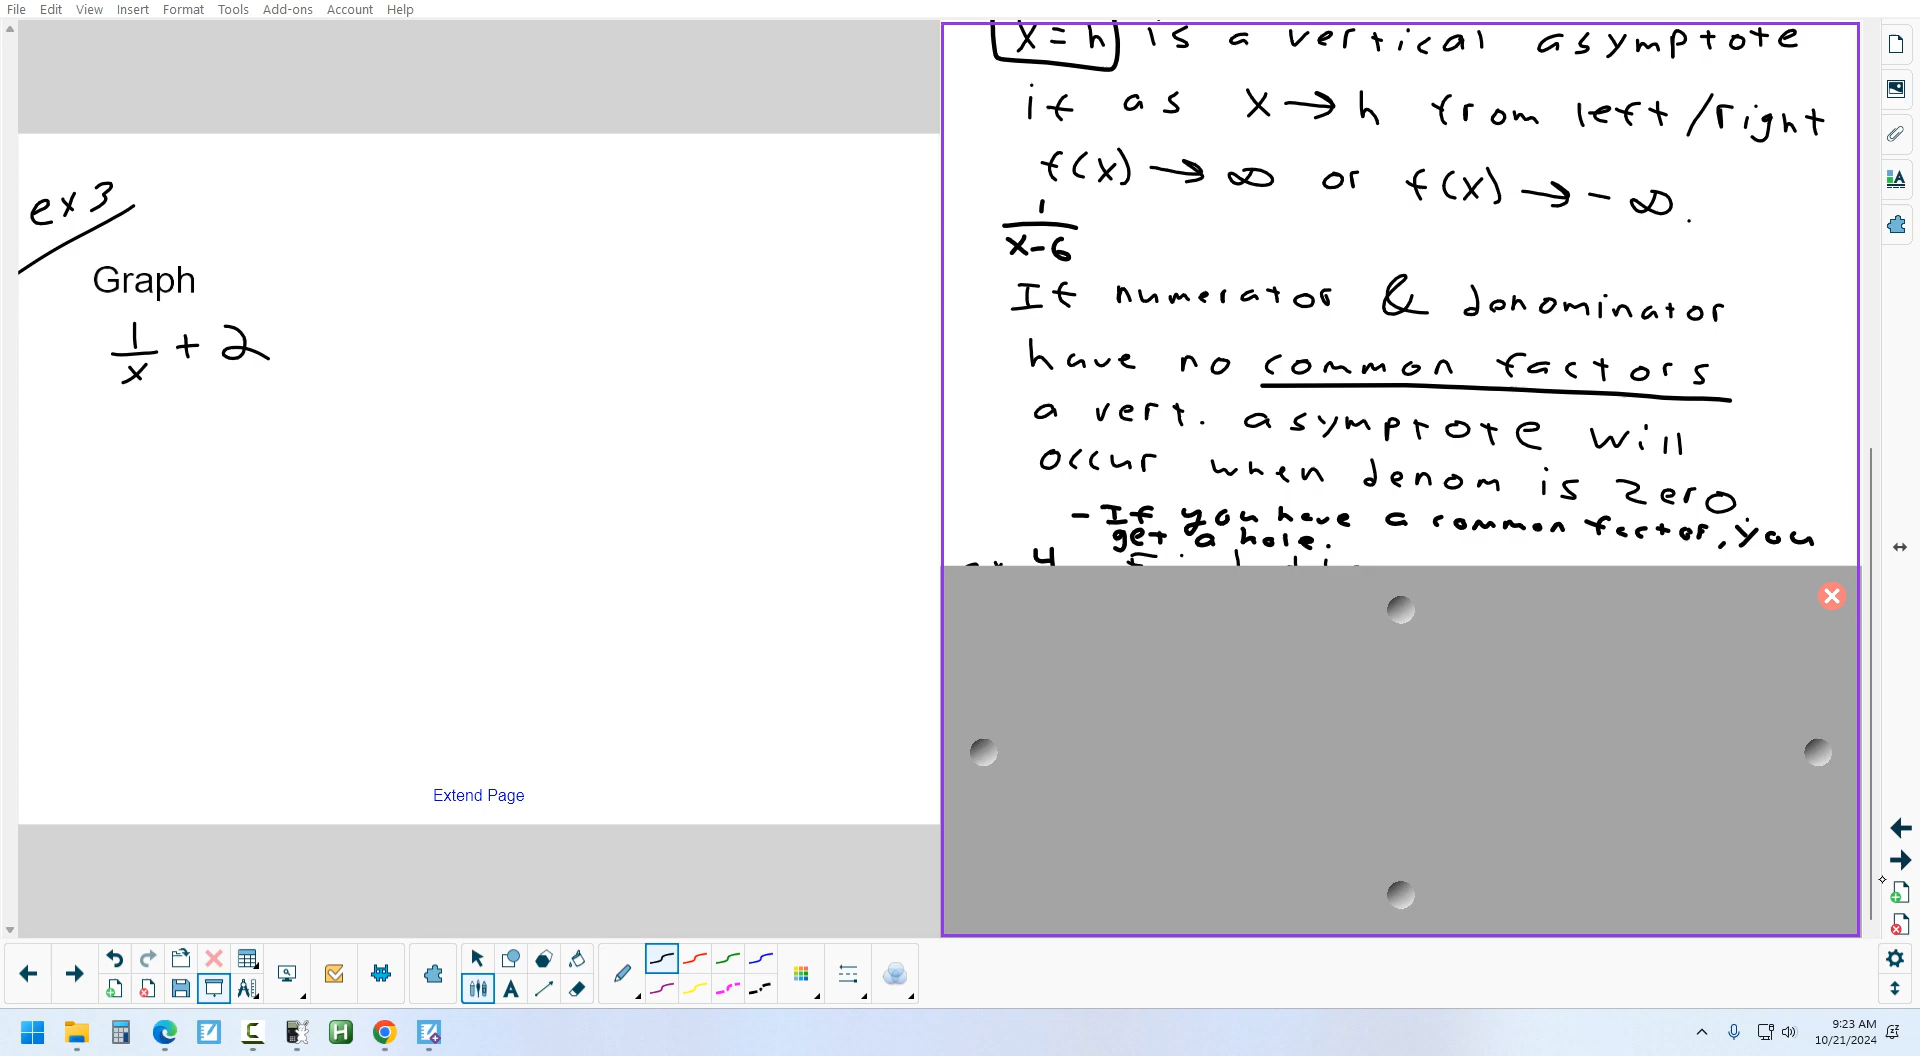 File Edit View Insert Format Tools Add-ons Account Help
ex 3
Graph
1/x + 2
Extend Page
x = h is a vertical asymptote
if as x → h from left/right
f(x) → ∞ or f(x) → - ∞.
1/x-6
If numerator & denominator
have no common factors
a vert. asymptote will
occur when denom is zero
- If you have a common factor, you
get a hole.
4
9:23 AM
10/21/2024